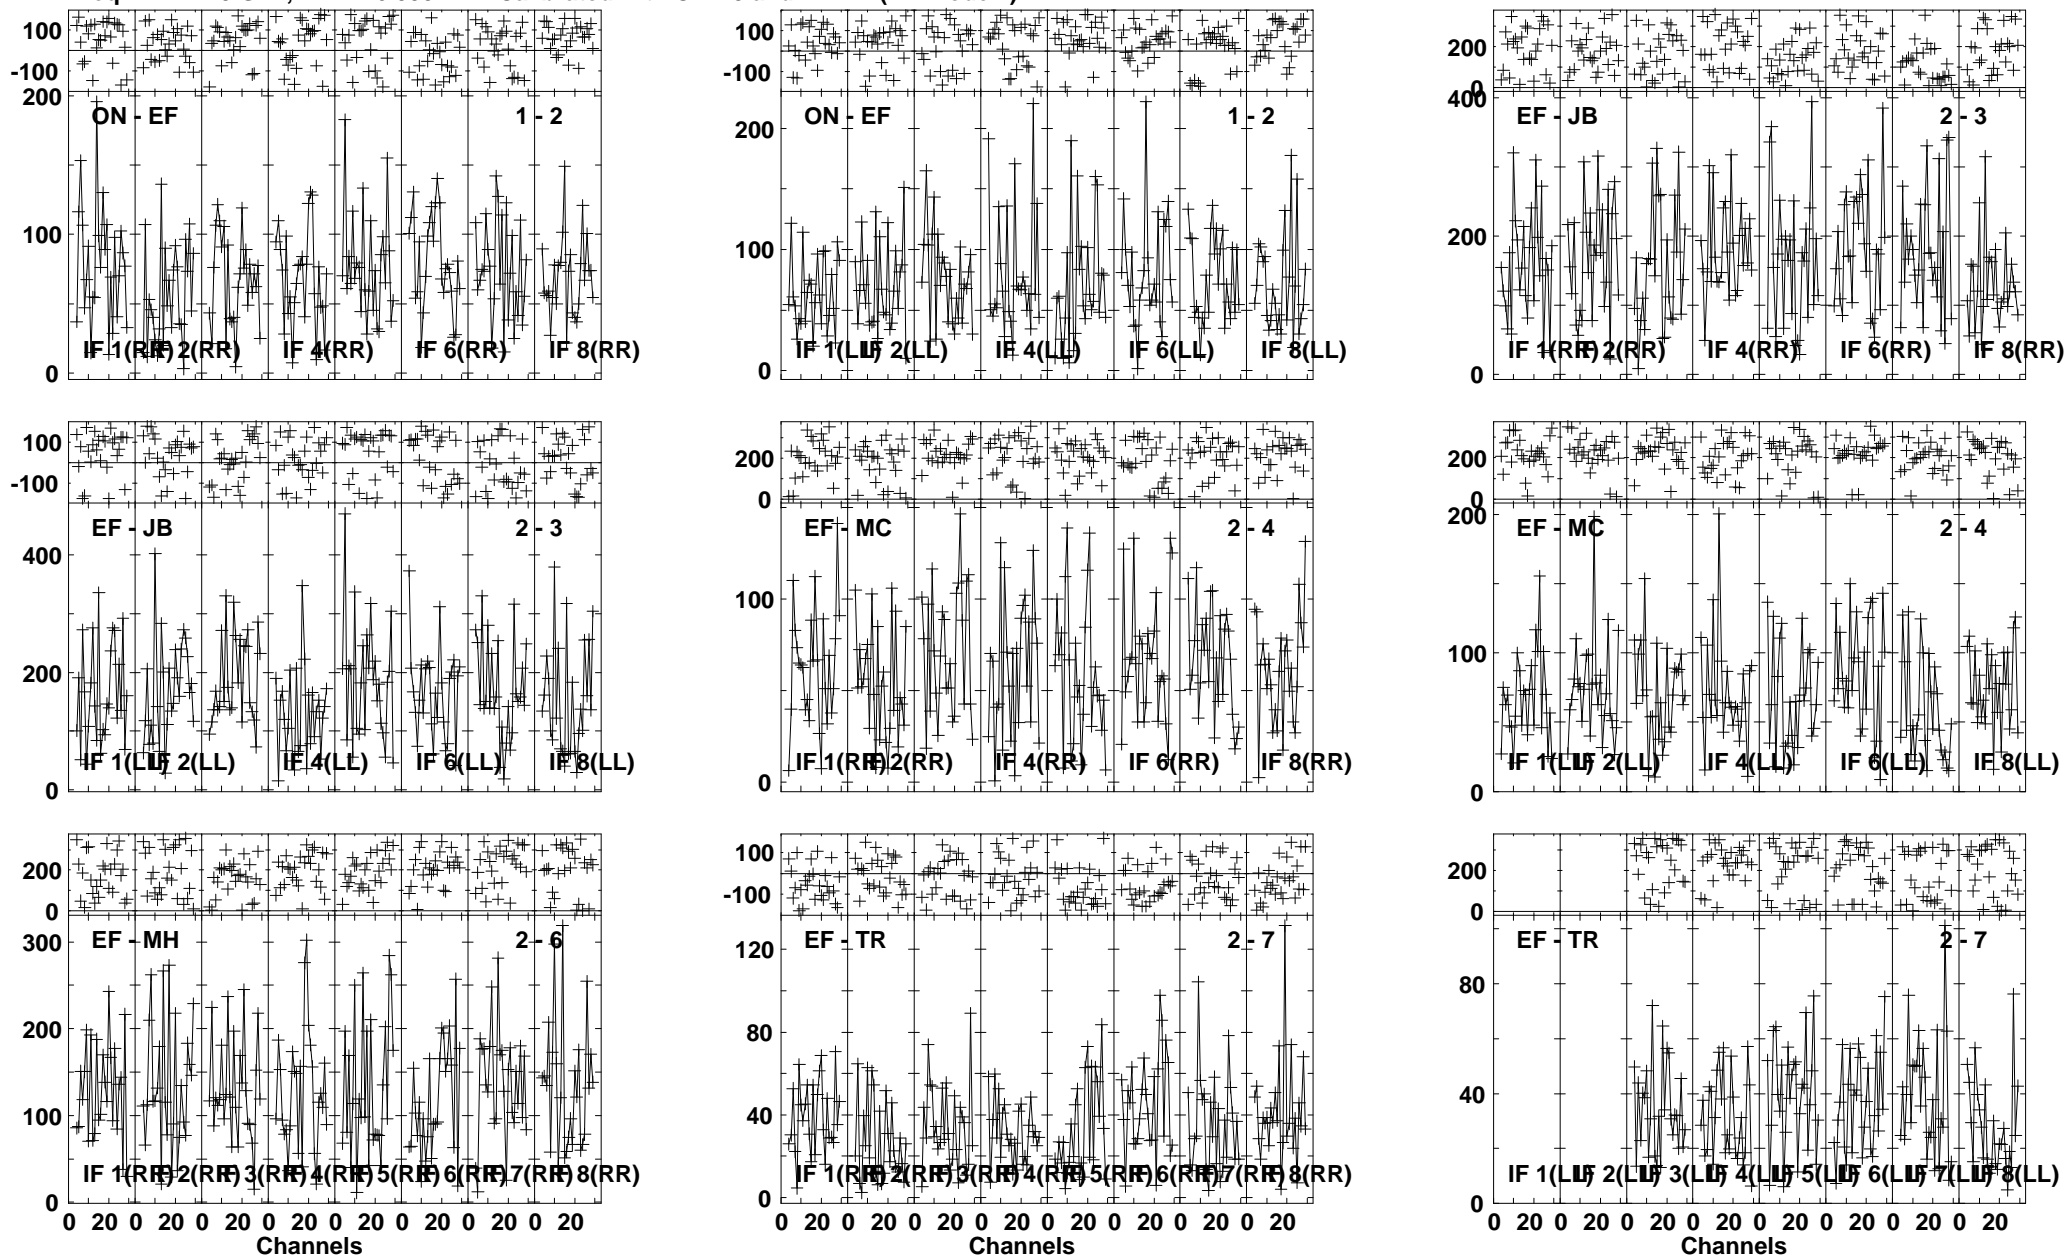 100
-100
200
ON - EF 1 - 2
100
IF 1(RR) IF 2(RR) IF 4(RR) IF 6(RR) IF 8(RR)
0
100
-100
ON - EF 1 - 2
200
100
IF 1(LL) IF 2(LL) IF 4(LL) IF 6(LL) IF 8(LL)
0
200
0
400
EF - JB 2 - 3
200
IF 1(RR) IF 2(RR) IF 4(RR) IF 6(RR) IF 8(RR)
0
100
-100
EF - JB 2 - 3
400
200
IF 1(LL) IF 2(LL) IF 4(LL) IF 6(LL) IF 8(LL)
0
200
0
EF - MC 2 - 4
100
IF 1(RR) IF 2(RR) IF 4(RR) IF 6(RR) IF 8(RR)
0
200
0
200
EF - MC 2 - 4
100
IF 1(LL) IF 2(LL) IF 4(LL) IF 6(LL) IF 8(LL)
0
200
0
EF - MH 2 - 6
300
200
100
IF 1(RR) IF 2(RR) IF 3(RR) IF 4(RR) IF 5(RR) IF 6(RR) IF 7(RR) IF 8(RR)
0
0 20 0 20 0 20 0 20 0 20 0 20 0 20 0 20
Channels
100
-100
EF - TR 2 - 7
120
80
40
IF 1(RR) IF 2(RR) IF 3(RR) IF 4(RR) IF 5(RR) IF 6(RR) IF 7(RR) IF 8(RR)
0
0 20 0 20 0 20 0 20 0 20 0 20 0 20 0 20
Channels
200
0
EF - TR 2 - 7
80
40
IF 1(LL) IF 2(LL) IF 3(LL) IF 4(LL) IF 5(LL) IF 6(LL) IF 7(LL) IF 8(LL)
0
0 20 0 20 0 20 0 20 0 20 0 20 0 20 0 20
Channels